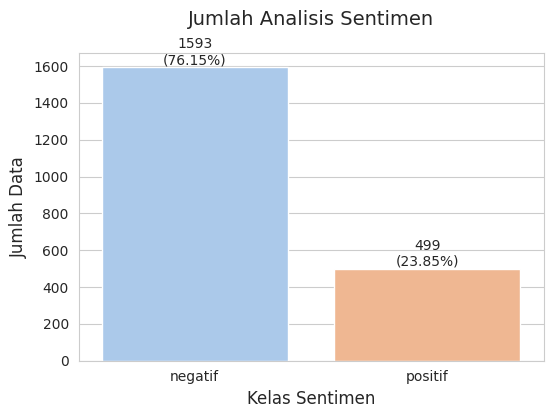 Jumlah Analisis Sentimen
1593
(76.15%)
499
(23.85%)
1600
1400
1200
1000
800
600
400
200
0
Jumlah Data
negatif
positif
Kelas Sentimen